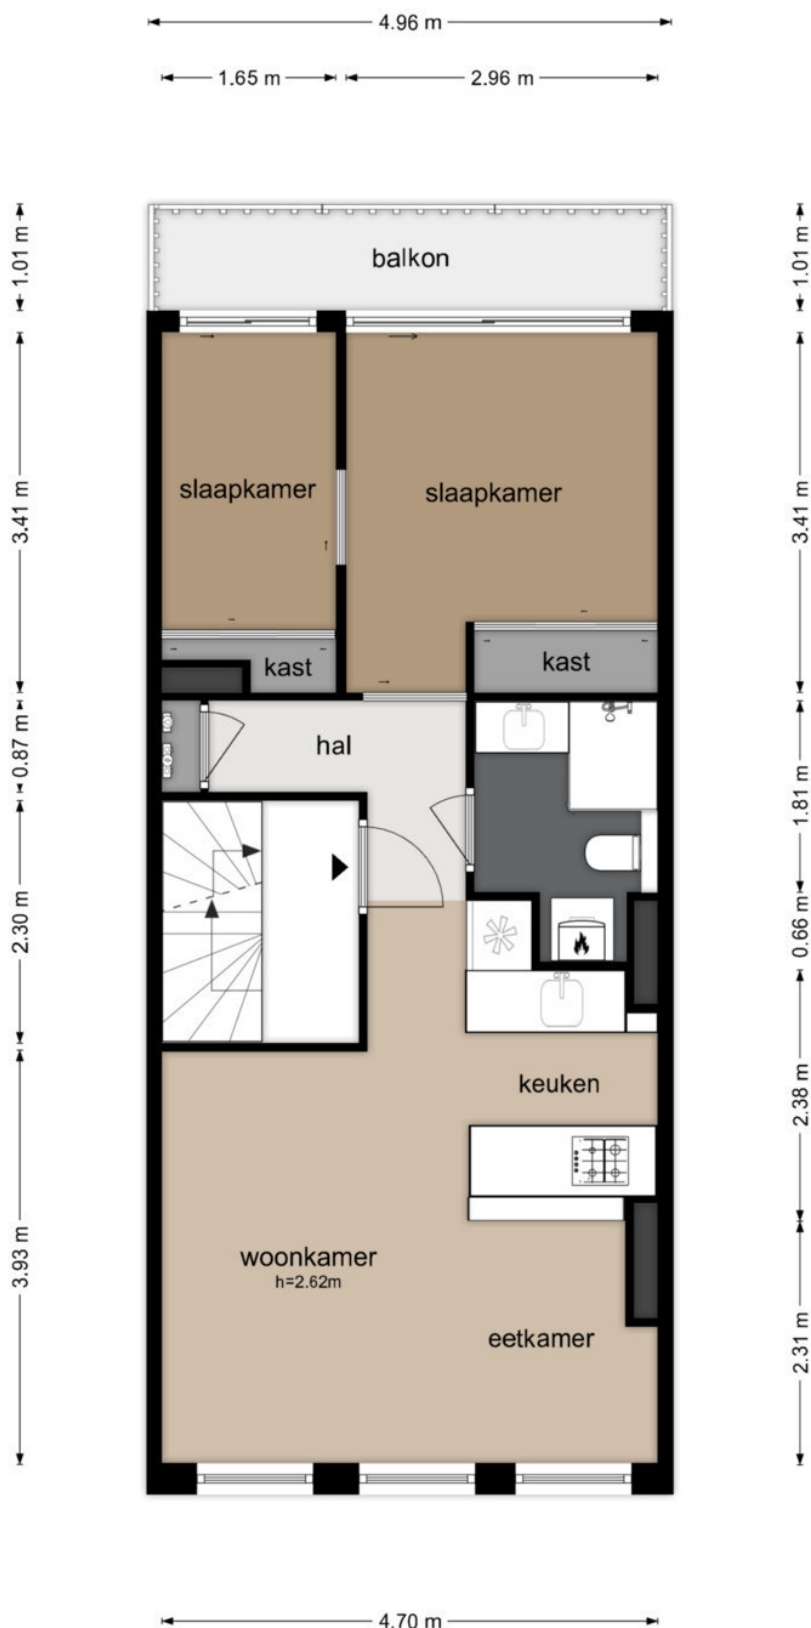 4.96 m
1.65 m
2.96 m
1.01 m
1.01 m
balkon
3.41 m
3.41 m
slaapkamer
slaapkamer
kast
kast
0.87 m
hal
1.81 m
2.30 m
0.66 m
keuken
2.38 m
3.93 m
woonkamer
h=2.62m
eetkamer
2.31 m
4.70 m